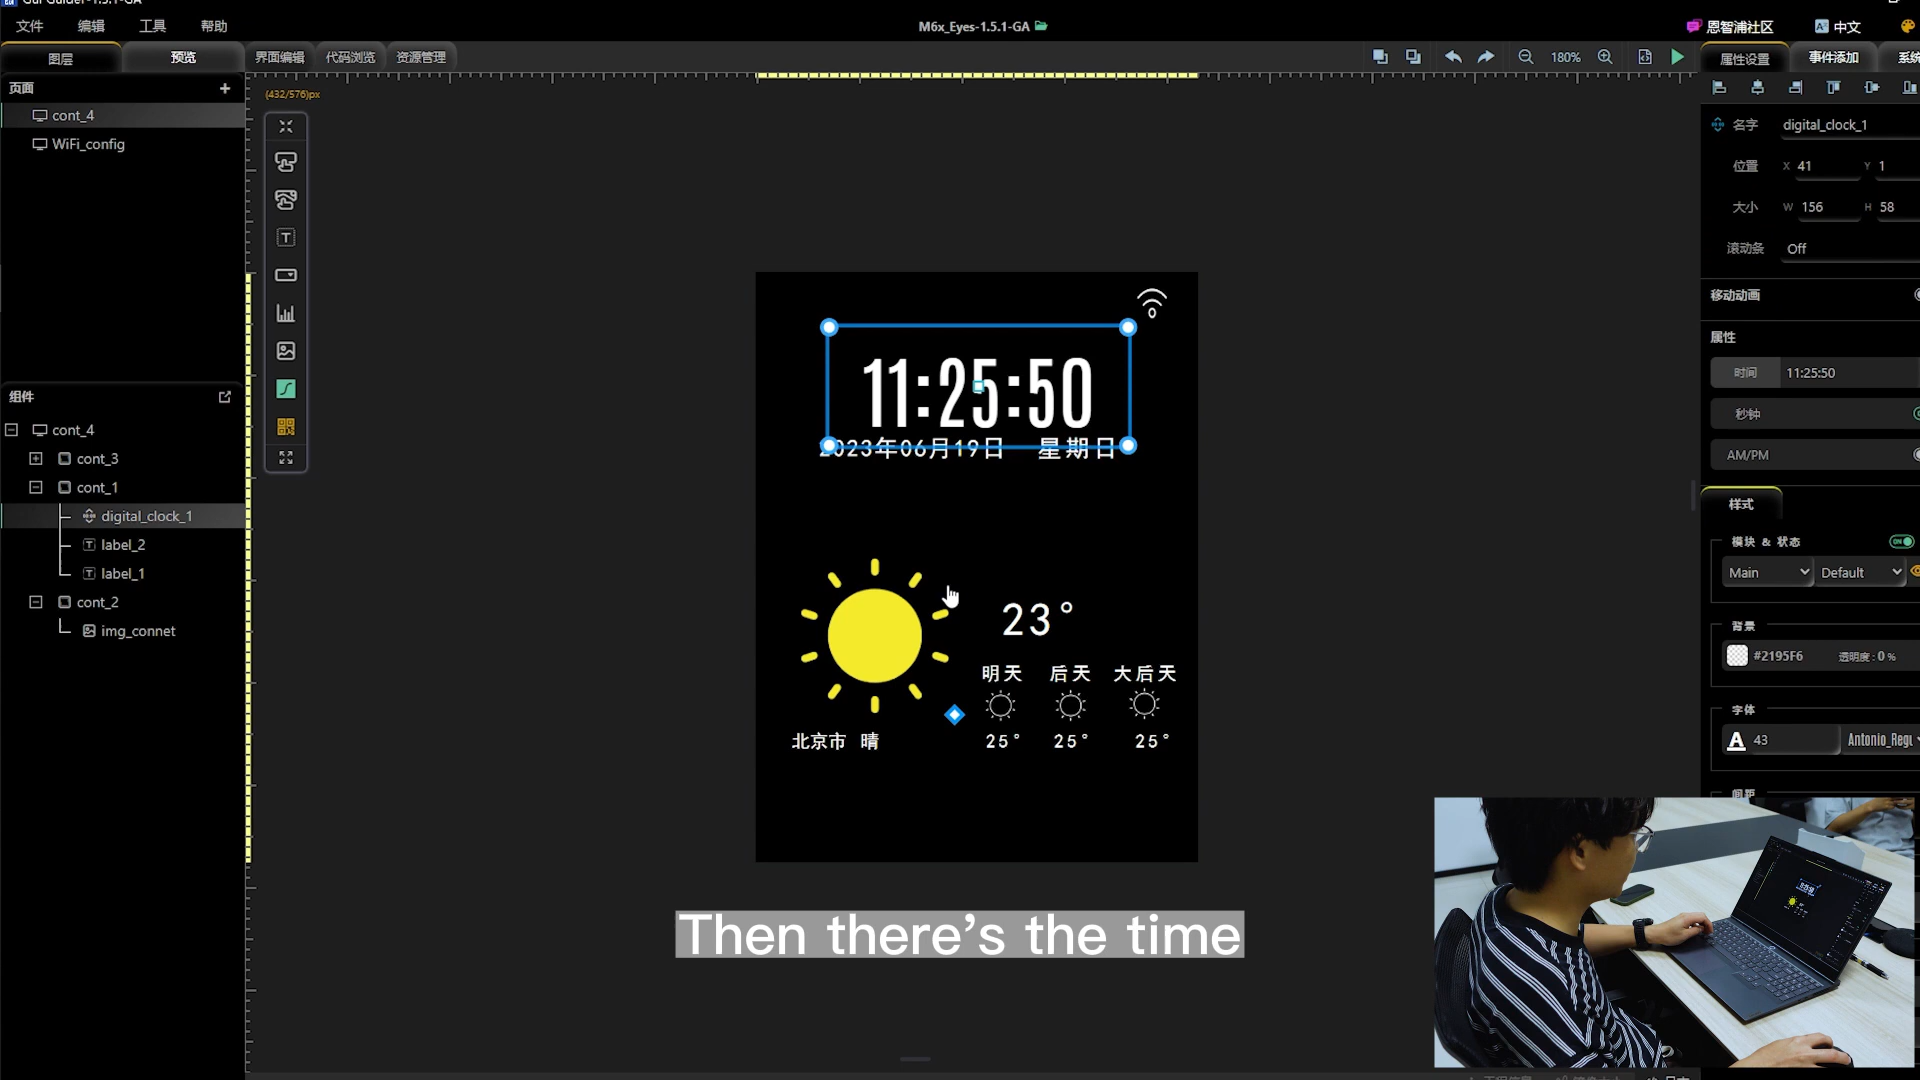 Gui Guider-1.5.1-GA
文件 编辑 工具 帮助
M6x_Eyes-1.5.1-GA
恩智浦社区 中文
图层 预览 界面编辑 代码浏览 资源管理
180%
属性设置 事件添加 系统
页面 +
(432/576)px
cont_4
WiFi_config
名字 digital_clock_1
位置 X 41 Y 1
大小 W 156 H 58
滚动条 Off
移动动画
属性
时间 11:25:50
秒钟
AM/PM
组件
cont_4
cont_3
cont_1
digital_clock_1
label_2
label_1
cont_2
img_connet
11:25:50
2023年06月19日 星期日
23°
明天 后天 大后天
25° 25° 25°
北京市 晴
样式
模块 & 状态 ON
Main Default
背景
#2195F6 透明度: 0 %
字体
A 43 Antonio_Regu
间距
Then there's the time